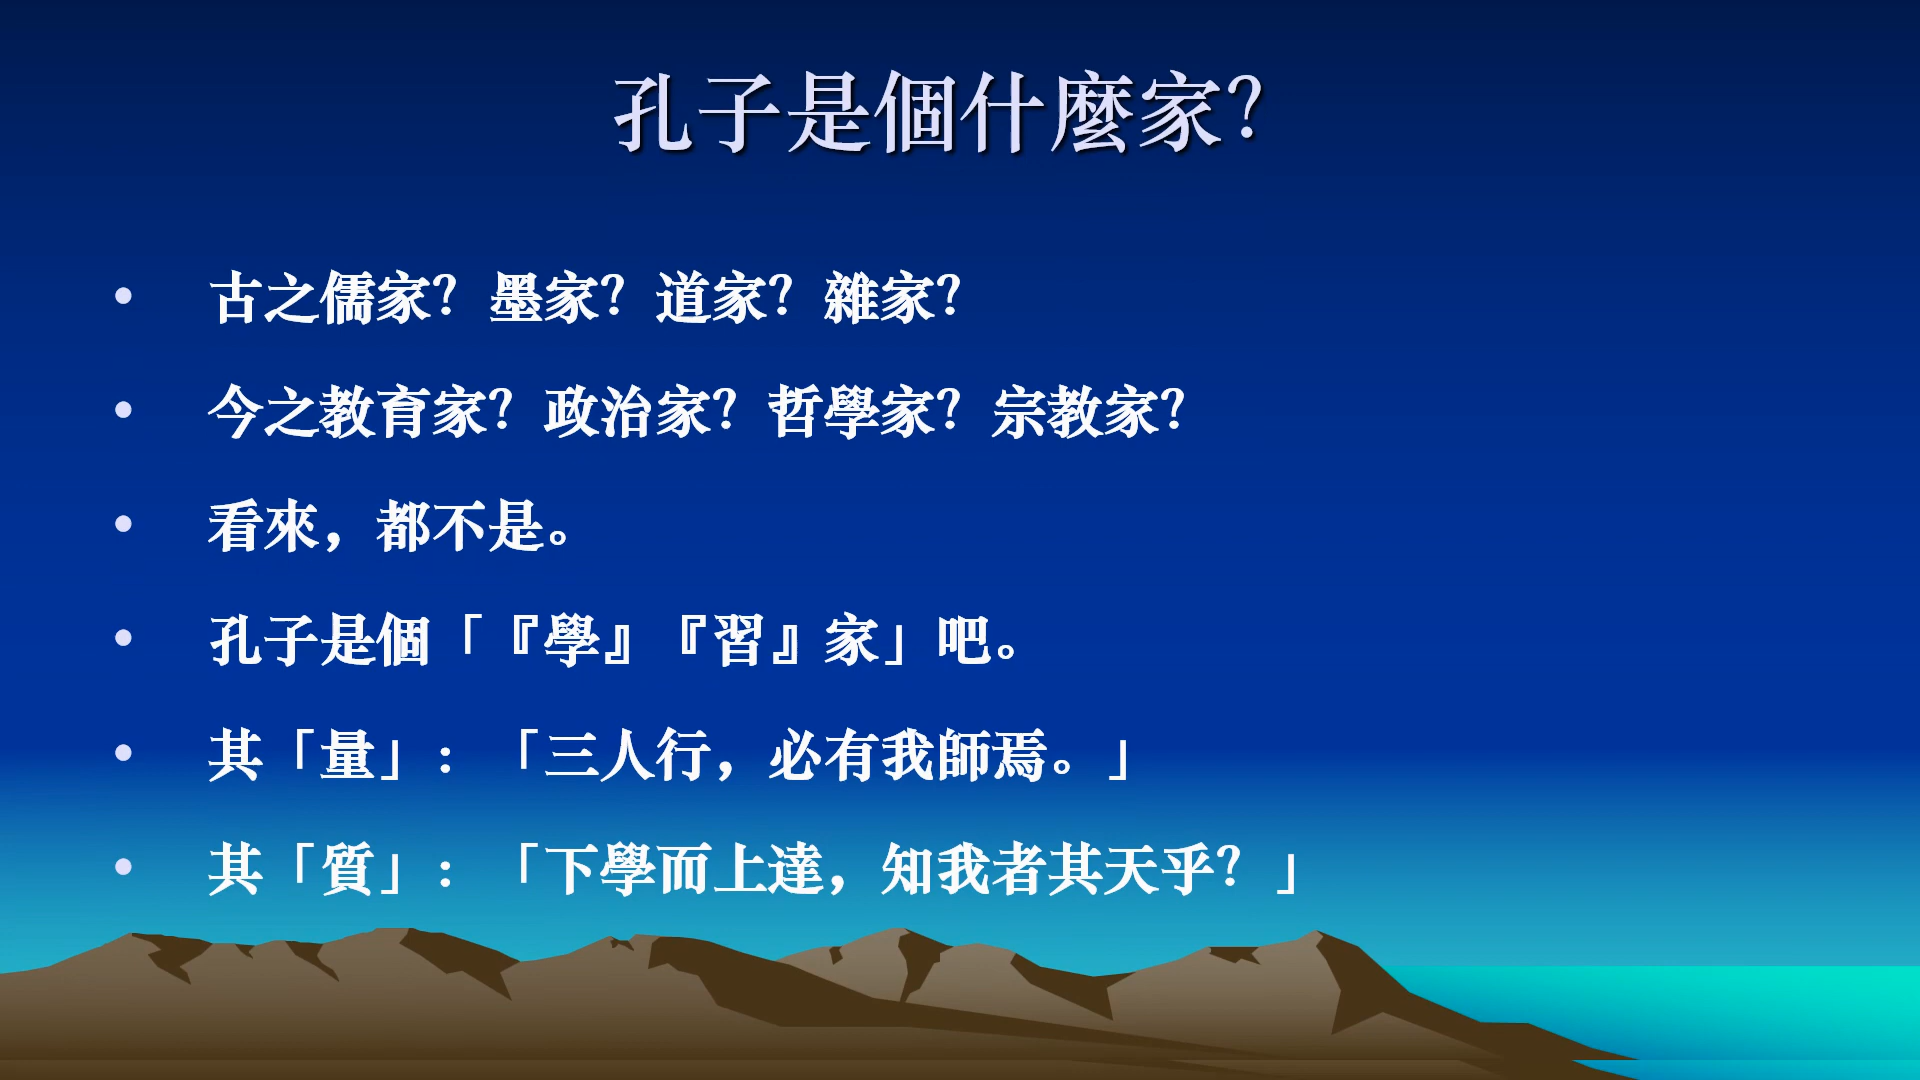 孔子是個什麼家？
• 古之儒家？墨家？道家？雜家？
• 今之教育家？政治家？哲學家？宗教家？
• 看來，都不是。
• 孔子是個「『學』『習』家」吧。
• 其「量」：「三人行，必有我師焉。」
• 其「質」：「下學而上達，知我者其天乎？」